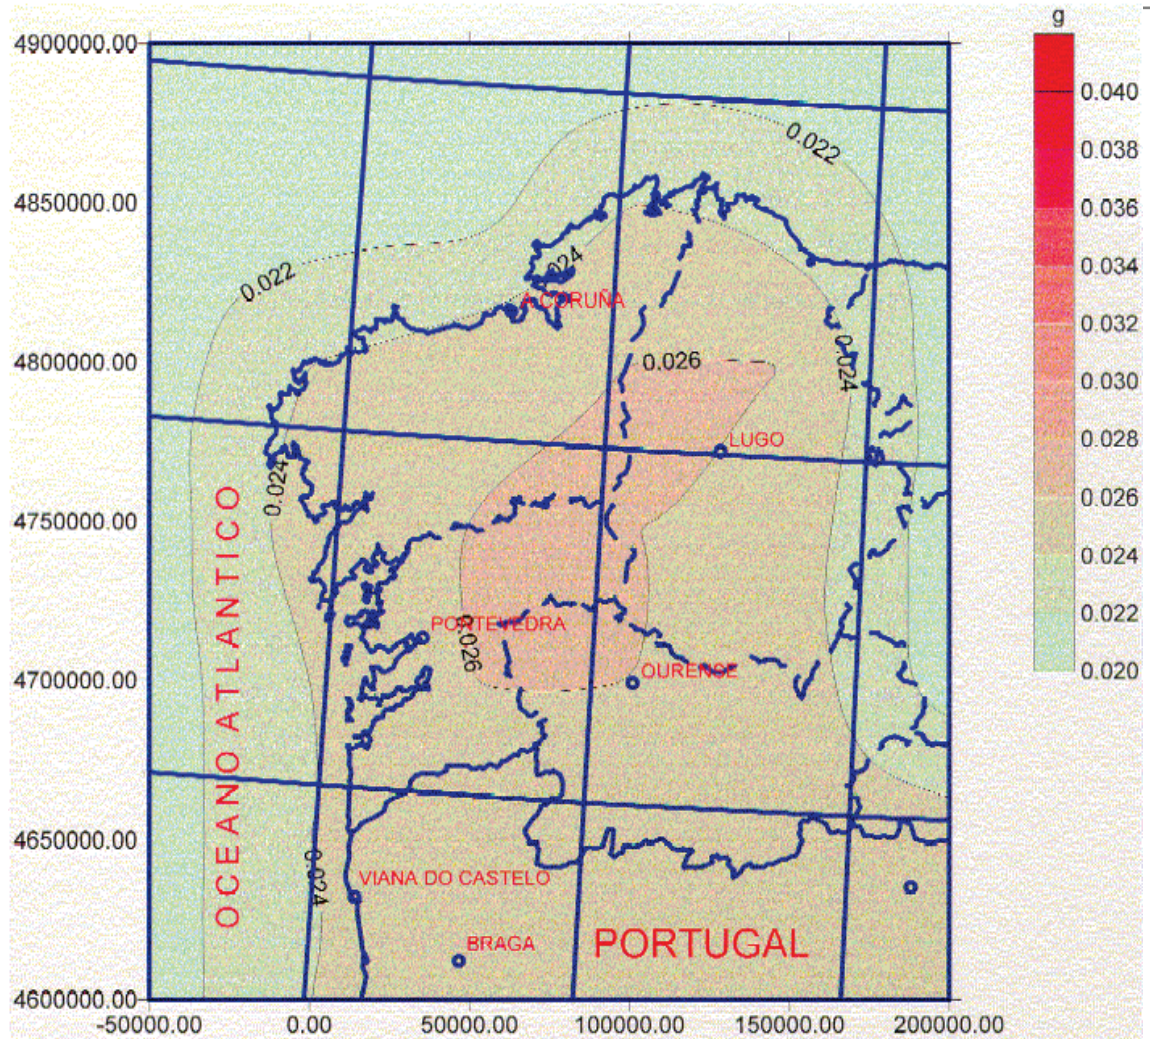 g
4900000.00
0.040
0.022
0.038
4850000.00
0.036
0.024
0.034
0.022
A CORUÑA
0.032
4800000.00
0.026
0.024
0.030
LUGO
0.028
0.024
0.026
4750000.00
0.024
OCEANO ATLANTICO
PONTEVEDRA
0.022
0.026
OURENSE
4700000.00
0.020
4650000.00
0.024
VIANA DO CASTELO
BRAGA
PORTUGAL
4600000.00
-50000.00 0.00 50000.00 100000.00 150000.00 200000.00